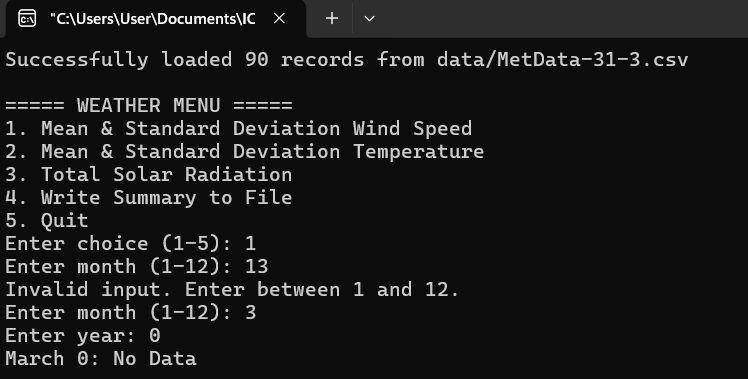 "C:\Users\User\Documents\IC
Successfully loaded 90 records from data/MetData-31-3.csv
===== WEATHER MENU =====
1. Mean & Standard Deviation Wind Speed
2. Mean & Standard Deviation Temperature
3. Total Solar Radiation
4. Write Summary to File
5. Quit
Enter choice (1-5): 1
Enter month (1-12): 13
Invalid input. Enter between 1 and 12.
Enter month (1-12): 3
Enter year: 0
March 0: No Data